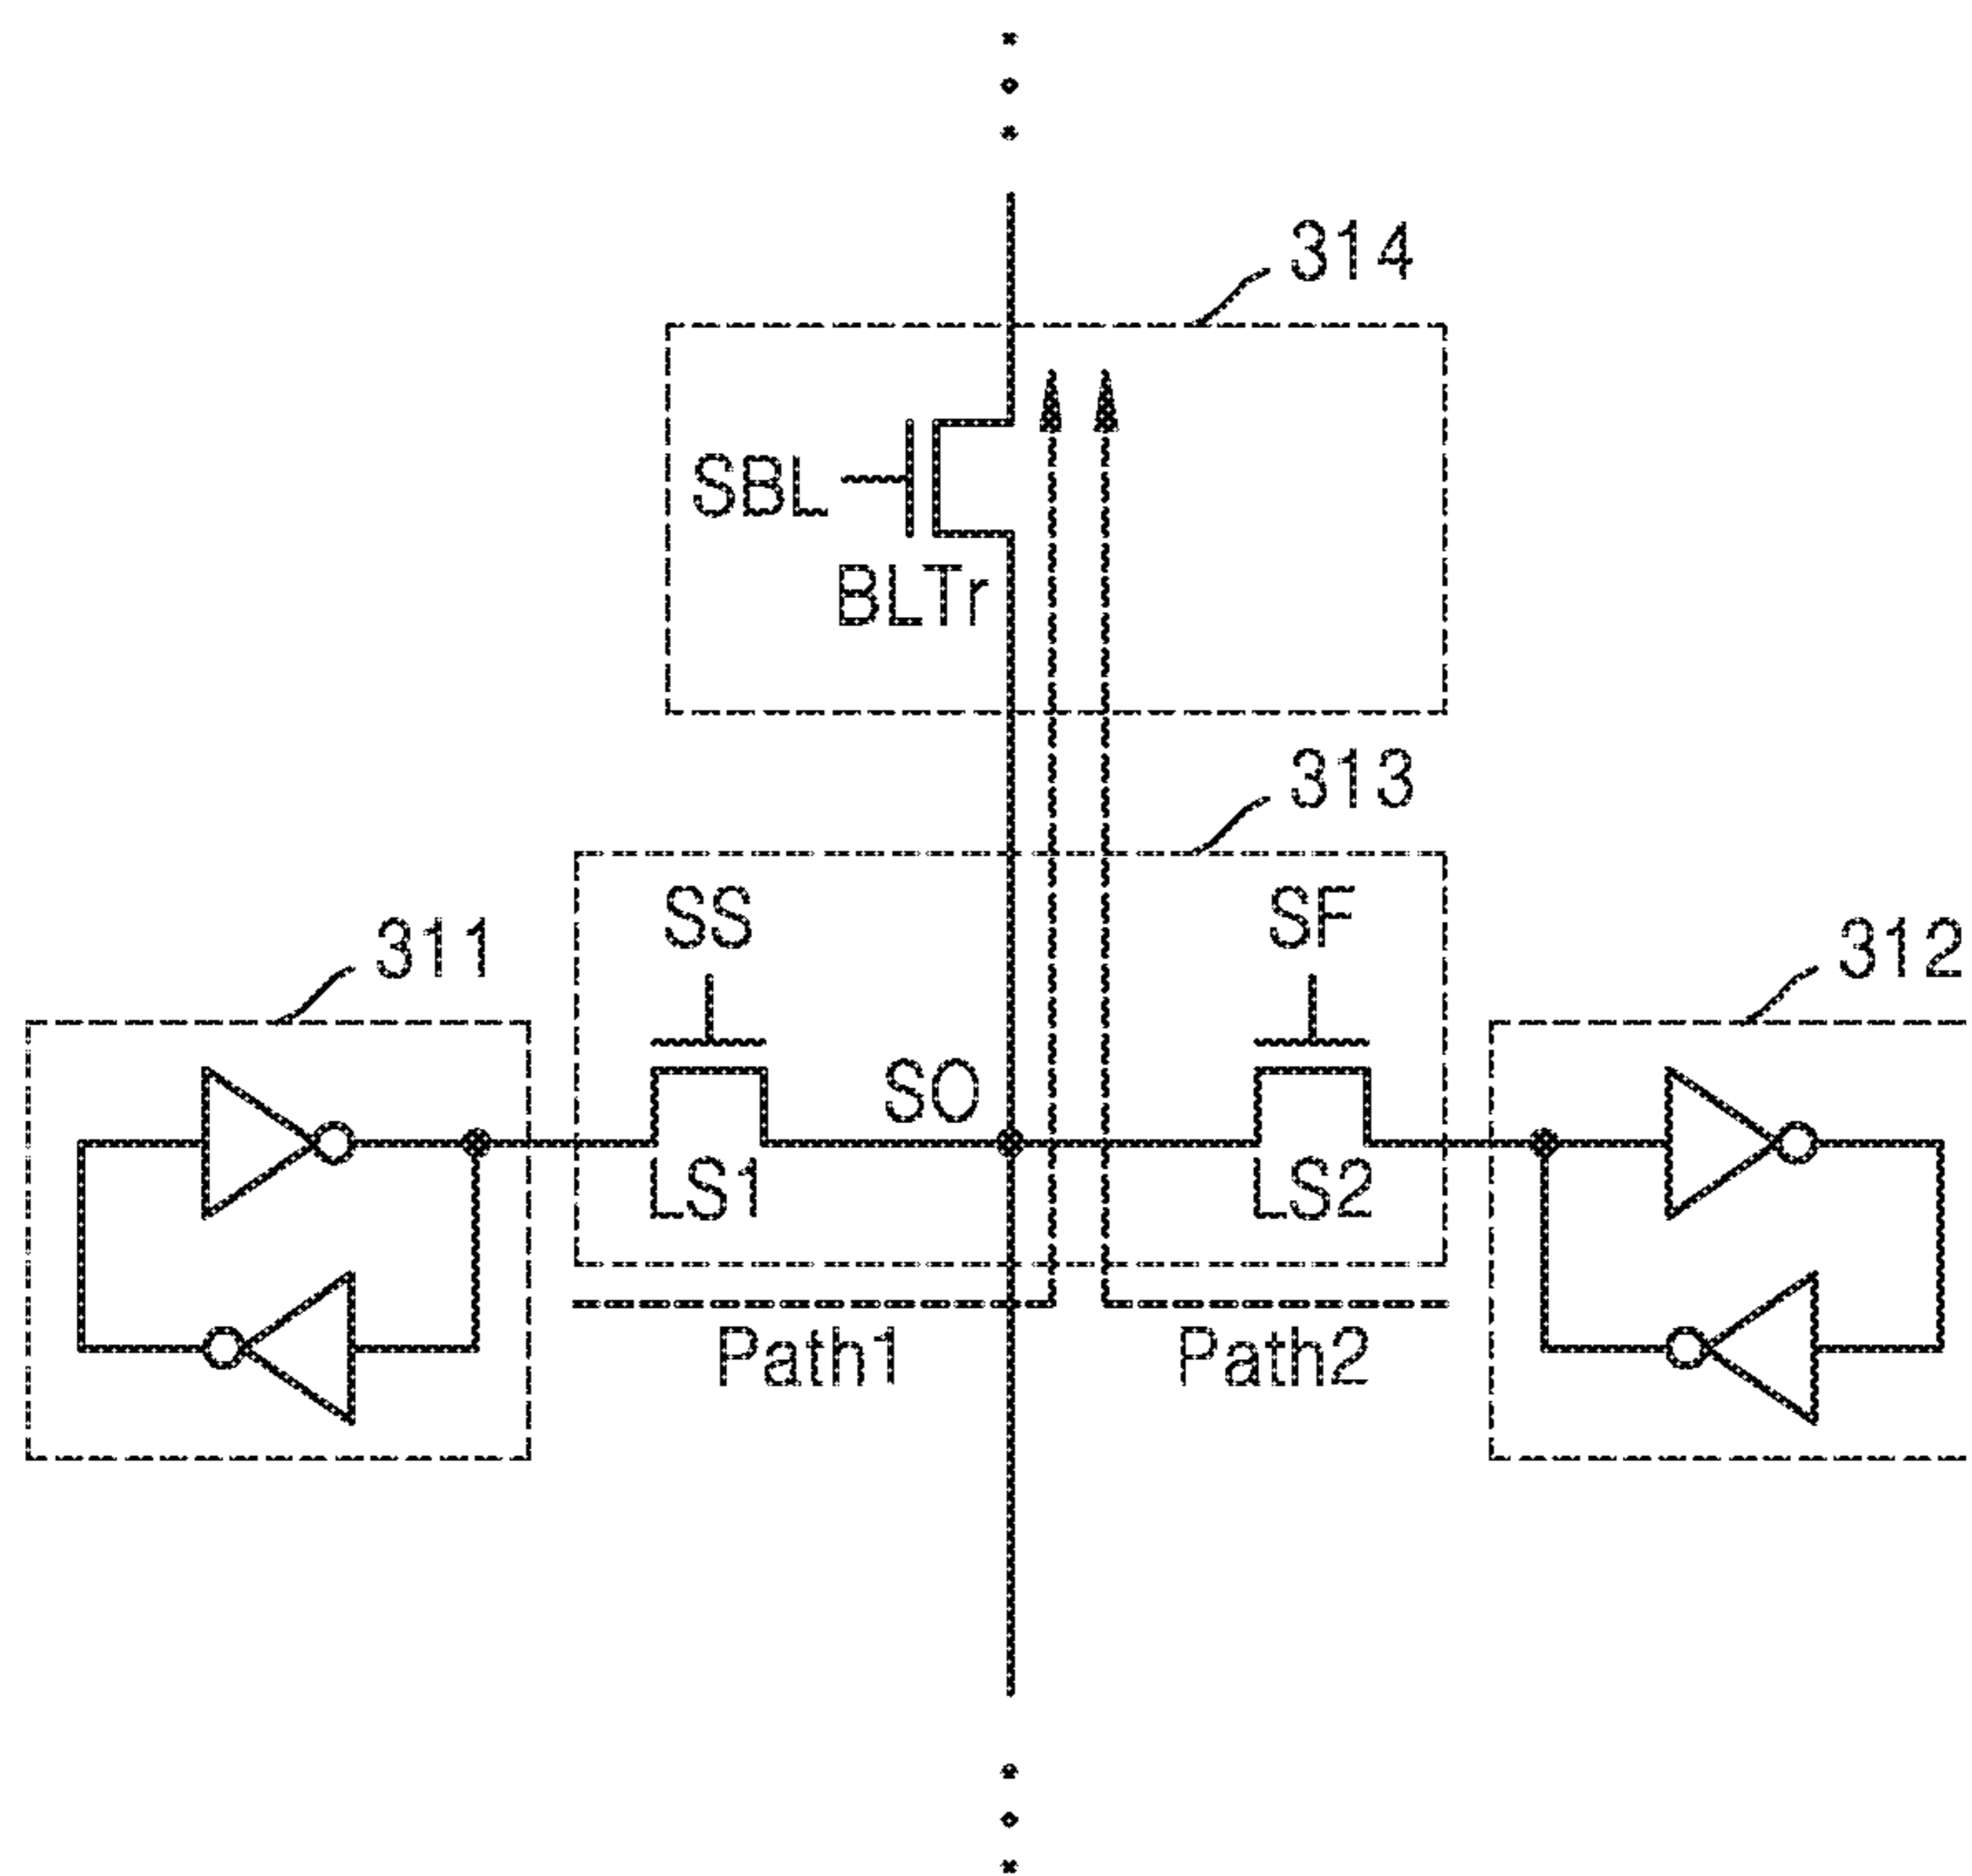 314
SBL
BLTr
313
SS
SF
311
312
SO
LS1
LS2
Path1
Path2